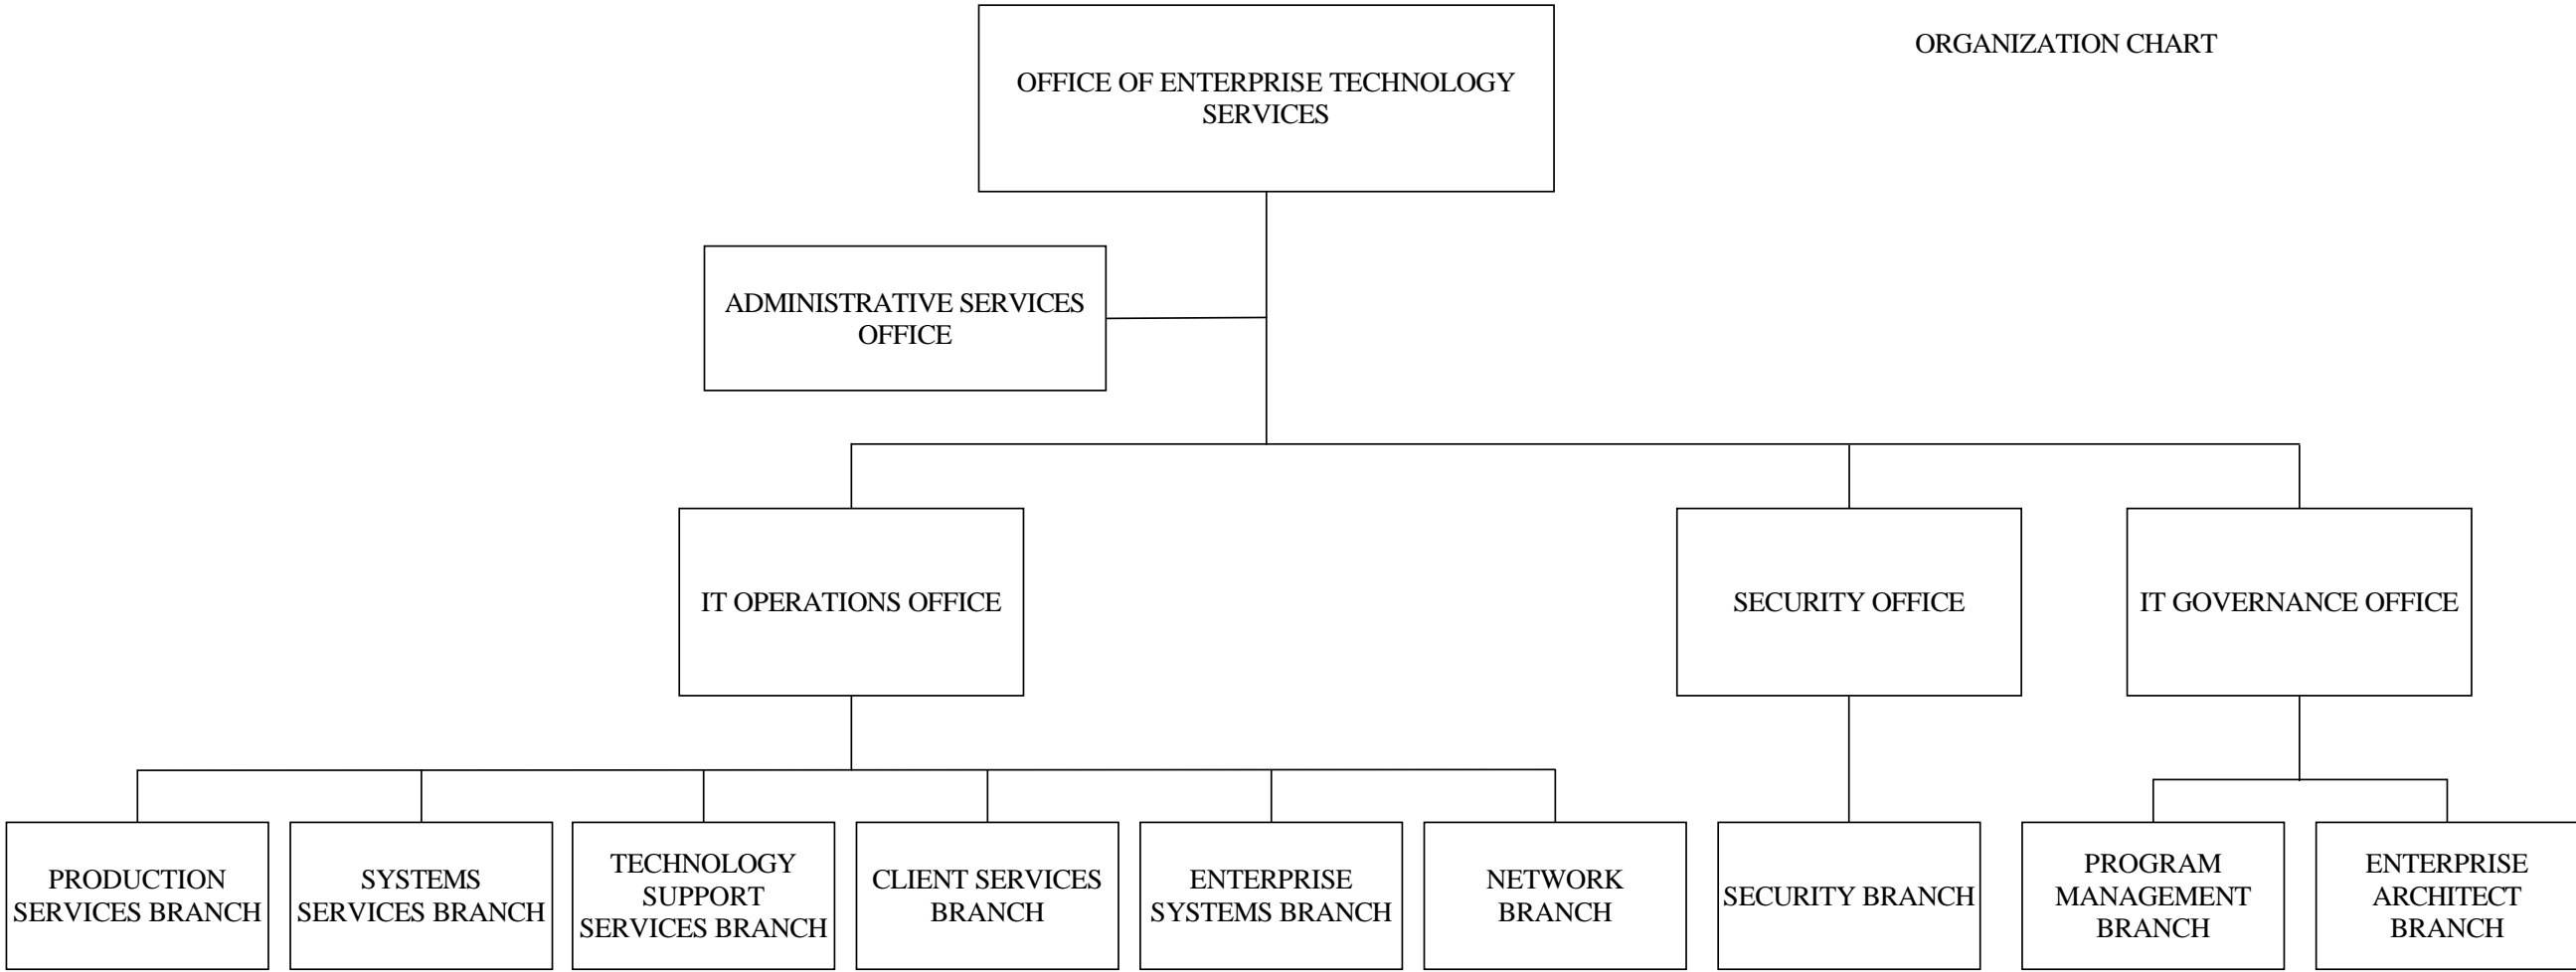 ORGANIZATION CHART
OFFICE OF ENTERPRISE TECHNOLOGY
SERVICES
ADMINISTRATIVE SERVICES
OFFICE
IT OPERATIONS OFFICE
SECURITY OFFICE
IT GOVERNANCE OFFICE
PRODUCTION
SERVICES BRANCH
SYSTEMS
SERVICES BRANCH
TECHNOLOGY
SUPPORT
SERVICES BRANCH
CLIENT SERVICES
BRANCH
ENTERPRISE
SYSTEMS BRANCH
NETWORK
BRANCH
SECURITY BRANCH
PROGRAM
MANAGEMENT
BRANCH
ENTERPRISE
ARCHITECT
BRANCH